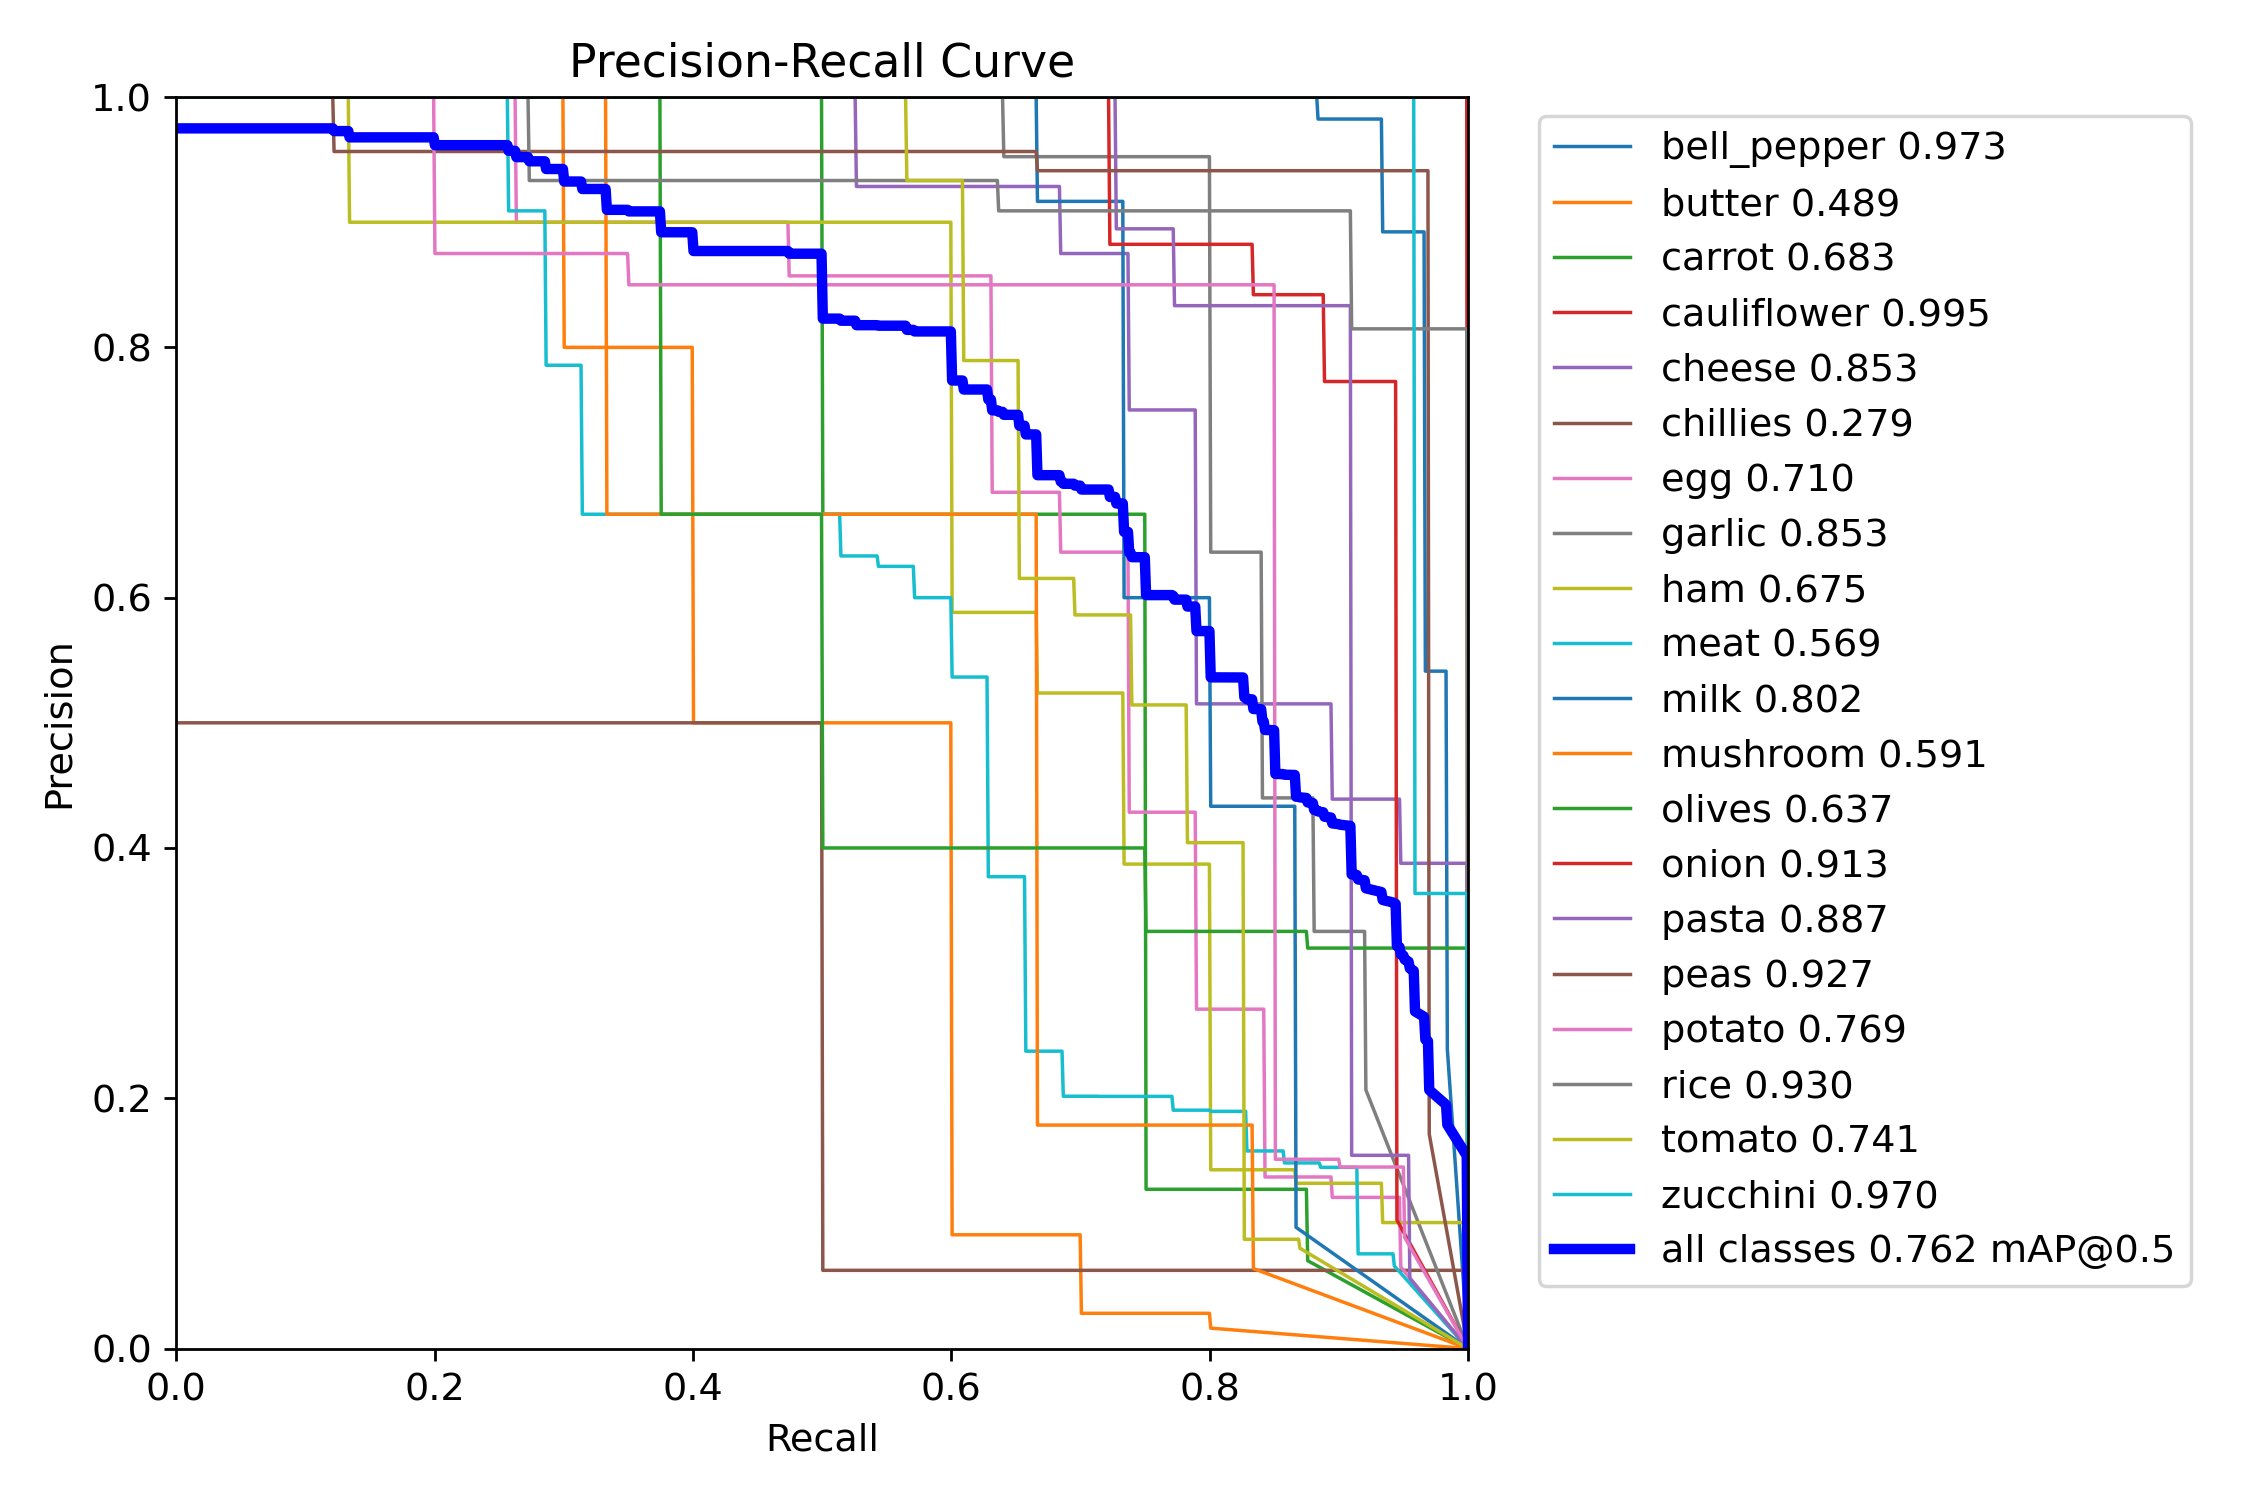 Precision-Recall Curve
1.0
0.8
0.6
0.4
0.2
0.0
Precision
0.0 0.2 0.4 0.6 0.8 1.0
Recall
bell_pepper 0.973
butter 0.489
carrot 0.683
cauliflower 0.995
cheese 0.853
chillies 0.279
egg 0.710
garlic 0.853
ham 0.675
meat 0.569
milk 0.802
mushroom 0.591
olives 0.637
onion 0.913
pasta 0.887
peas 0.927
potato 0.769
rice 0.930
tomato 0.741
zucchini 0.970
all classes 0.762 mAP@0.5